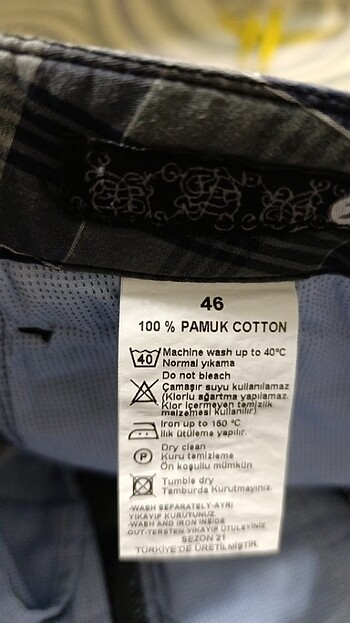 46
100 % PAMUK COTTON
40 Machine wash up to 40°C
Normal yıkama
Do not bleach
Çamaşır suyu kullanılamaz
(Klorlu ağartma yapılamaz.
Klor içermeyen temizlik
malzemesi Kullanılır)
Iron up to 150 °C
Ilık ütüleme yapılır.
Dry clean
P Kuru temizleme
Ön koşullu mümkün
Tumble dry
Tamburda Kurutmayınız.
-WASH SEPARATELY-AYRI
YIKAYIP KURUTUNUZ
-WASH AND IRON INSIDE
OUT-TERSTEN YIKAYIP ÜTÜLEYİNİZ
SEZON 21
TÜRKİYE'DE ÜRETİLMİŞTİR.